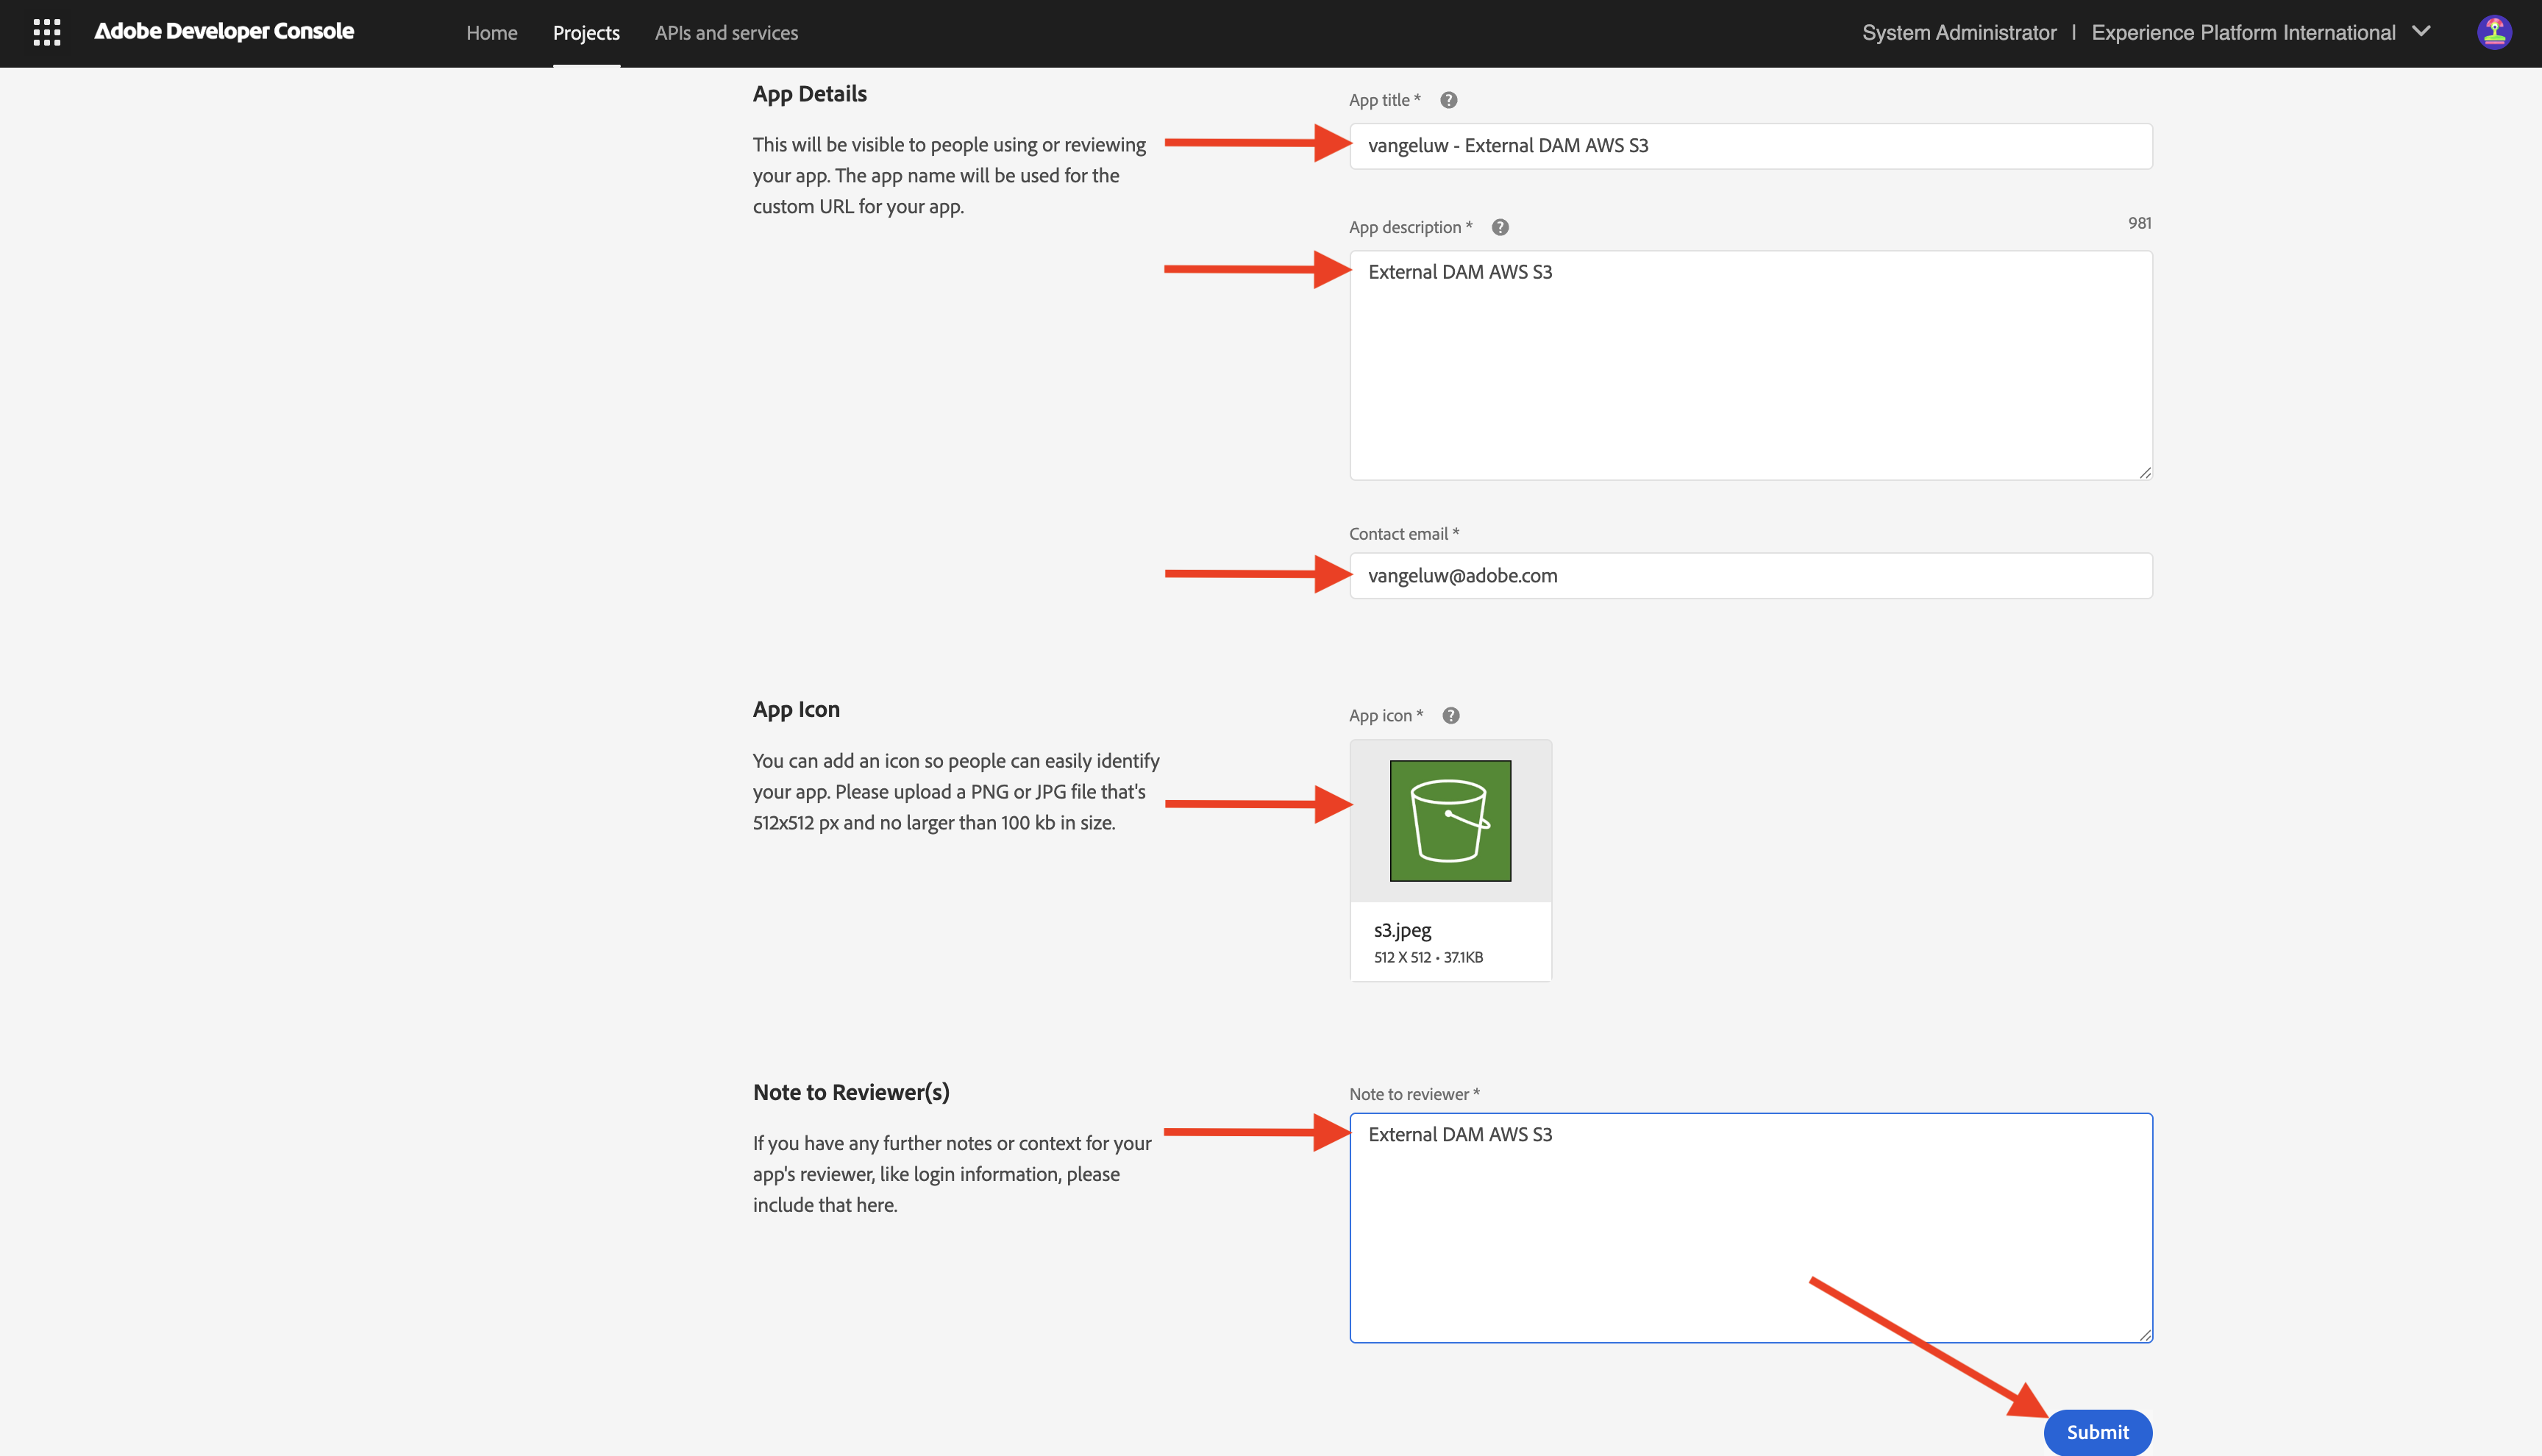 Adobe Developer Console
Home
Projects
APIs and services
System Administrator | Experience Platform International
App Details
This will be visible to people using or reviewing
your app. The app name will be used for the
custom URL for your app.
App title *
vangeluw - External DAM AWS S3
App description *
981
External DAM AWS S3
Contact email *
vangeluw@adobe.com
App Icon
You can add an icon so people can easily identify
your app. Please upload a PNG or JPG file that's
512x512 px and no larger than 100 kb in size.
App icon *
s3.jpeg
512 X 512 • 37.1KB
Note to Reviewer(s)
If you have any further notes or context for your
app's reviewer, like login information, please
include that here.
Note to reviewer *
External DAM AWS S3
Submit